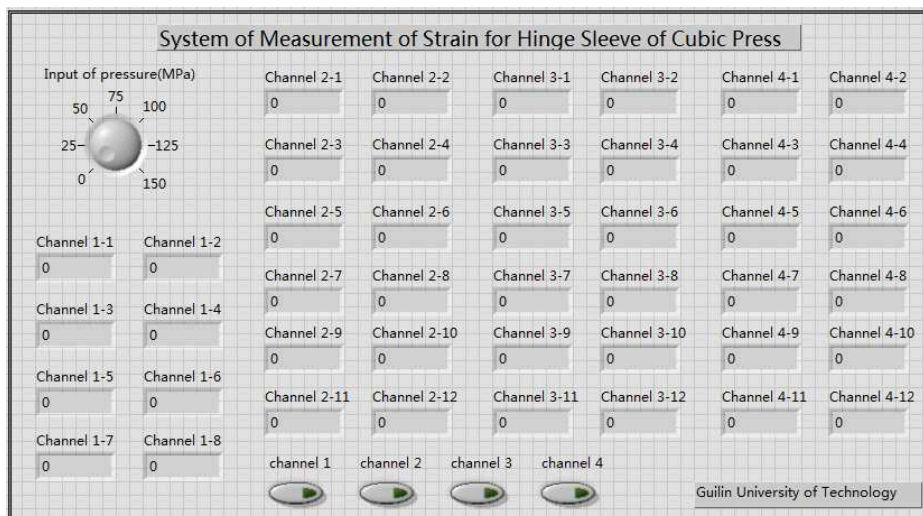 System of Measurement of Strain for Hinge Sleeve of Cubic Press
Input of pressure(MPa)
75
50 100
25 125
0 150
Channel 2-1 Channel 2-2 Channel 3-1 Channel 3-2 Channel 4-1 Channel 4-2
0 0 0 0 0 0
Channel 2-3 Channel 2-4 Channel 3-3 Channel 3-4 Channel 4-3 Channel 4-4
0 0 0 0 0 0
Channel 2-5 Channel 2-6 Channel 3-5 Channel 3-6 Channel 4-5 Channel 4-6
0 0 0 0 0 0
Channel 2-7 Channel 2-8 Channel 3-7 Channel 3-8 Channel 4-7 Channel 4-8
0 0 0 0 0 0
Channel 2-9 Channel 2-10 Channel 3-9 Channel 3-10 Channel 4-9 Channel 4-10
0 0 0 0 0 0
Channel 2-11 Channel 2-12 Channel 3-11 Channel 3-12 Channel 4-11 Channel 4-12
0 0 0 0 0 0
Channel 1-1 Channel 1-2
0 0
Channel 1-3 Channel 1-4
0 0
Channel 1-5 Channel 1-6
0 0
Channel 1-7 Channel 1-8
0 0
channel 1 channel 2 channel 3 channel 4
Guilin University of Technology